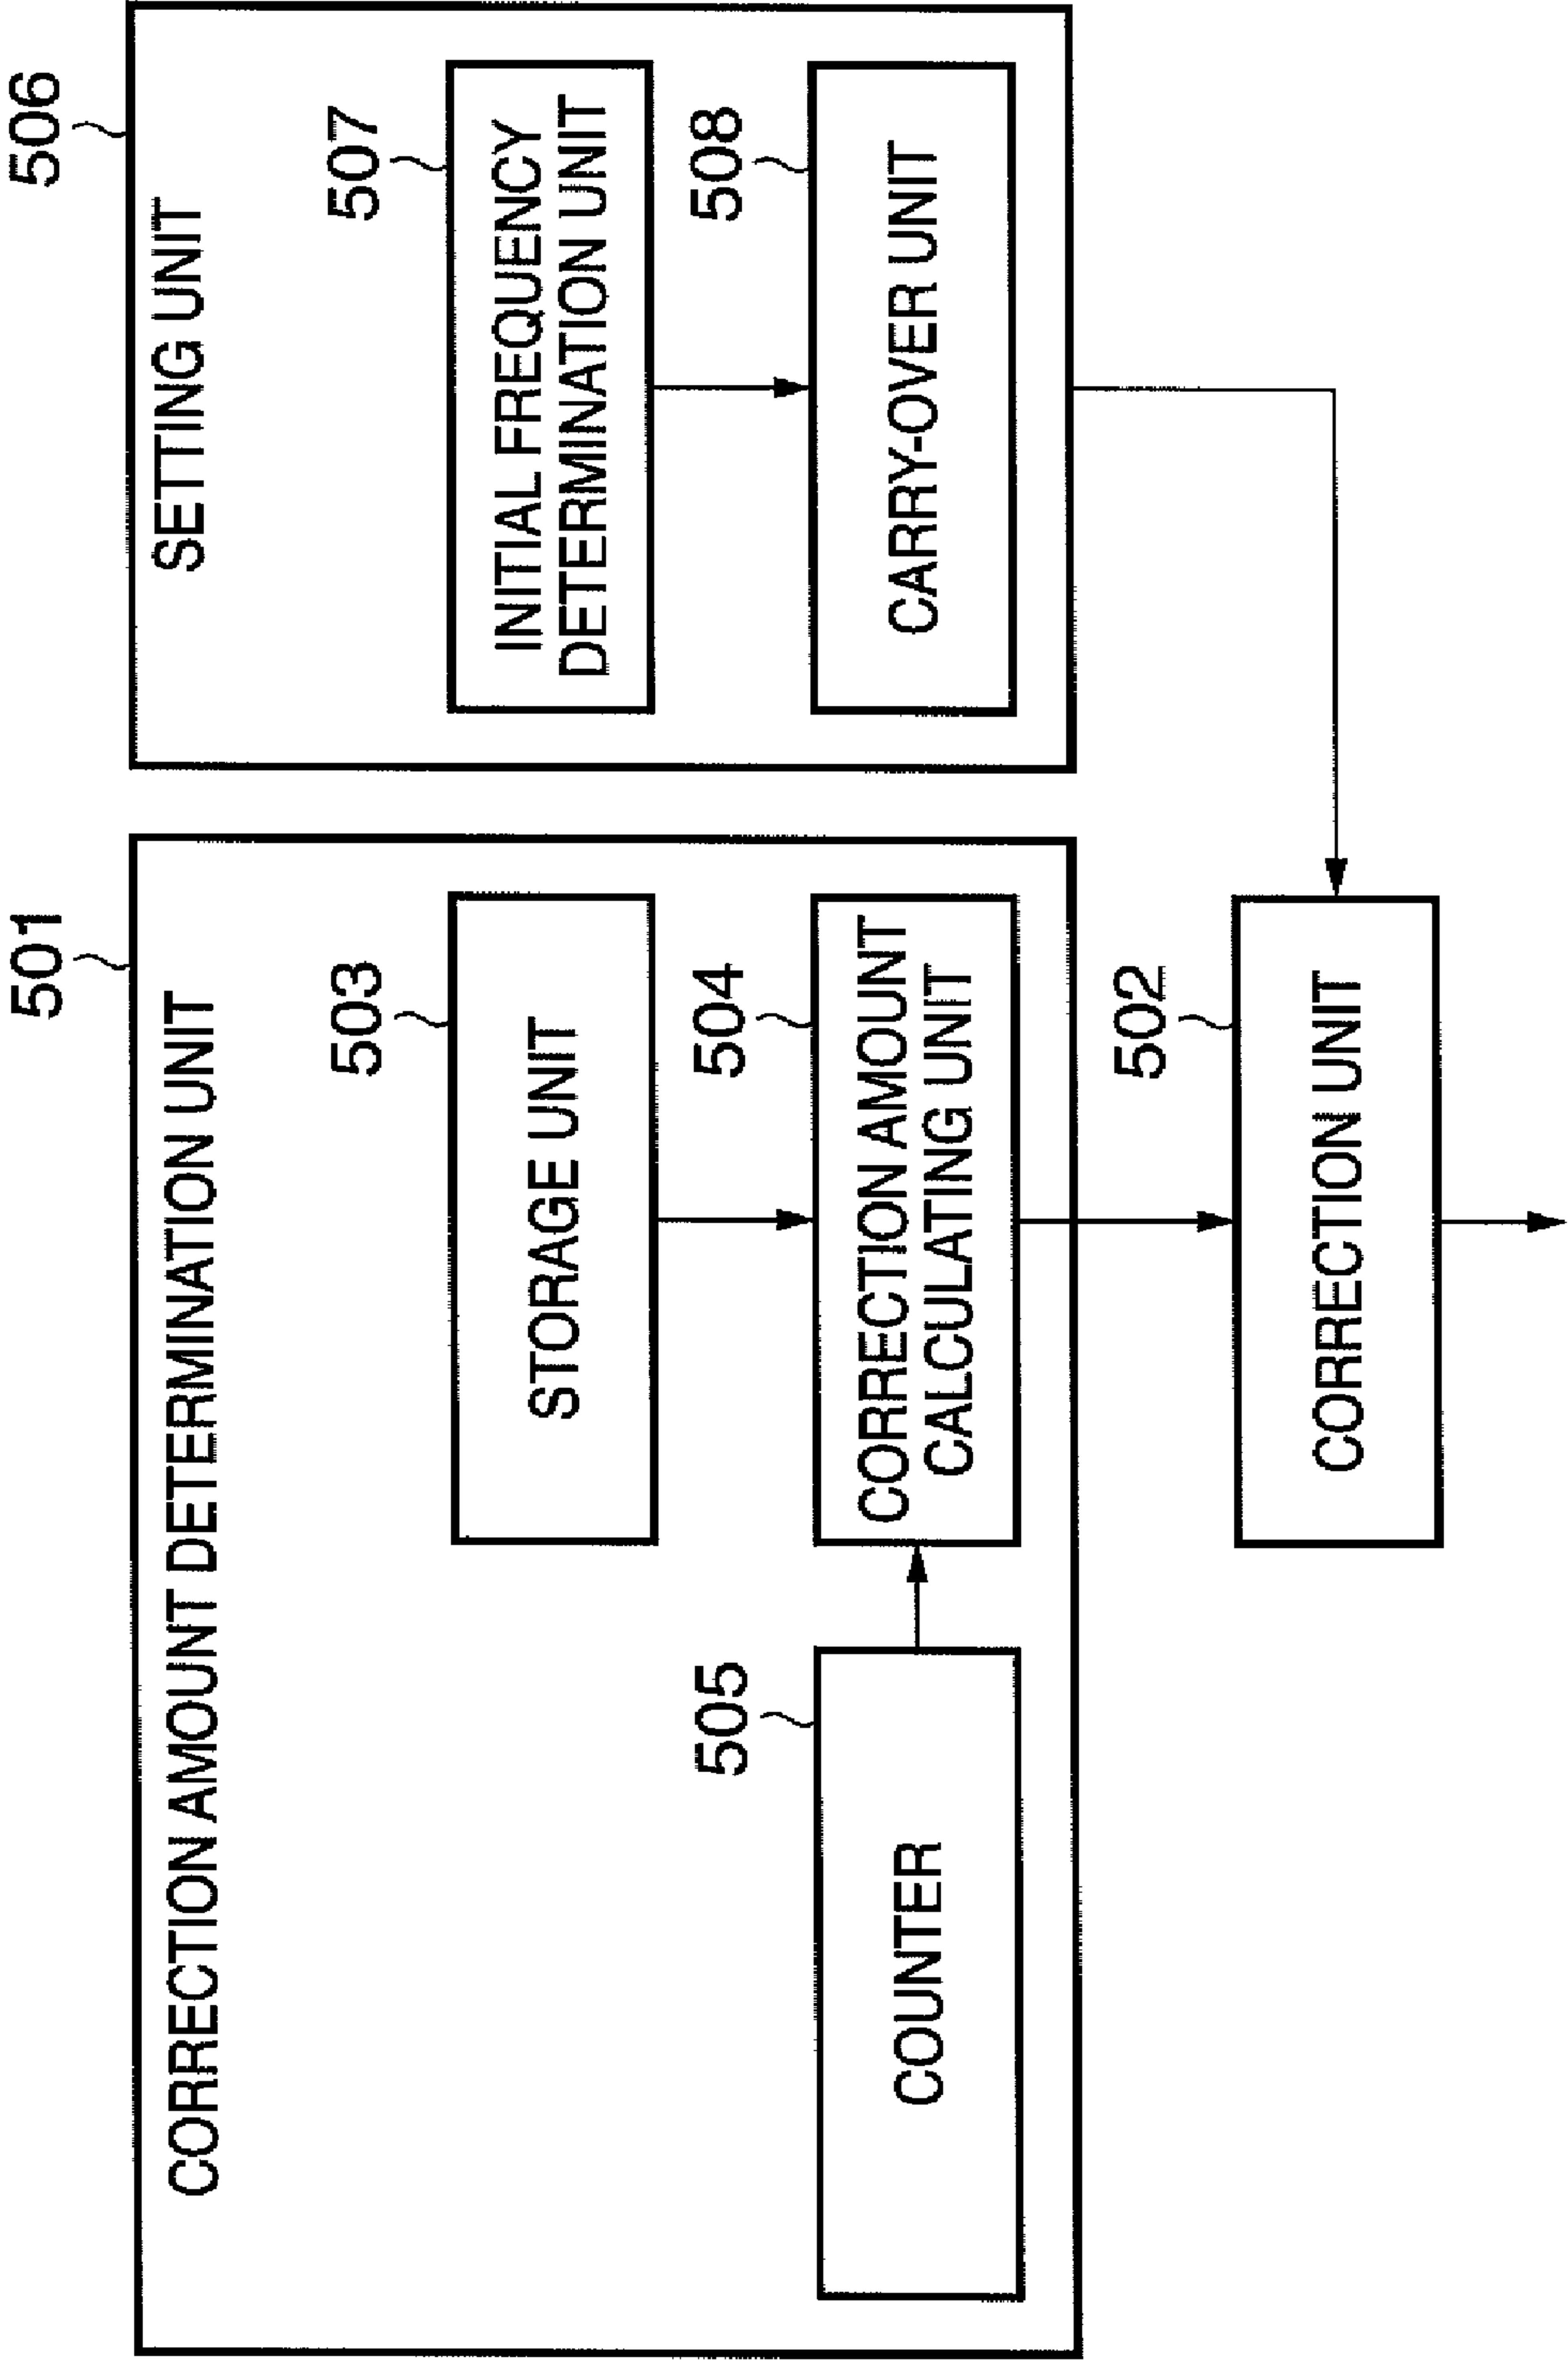 501
CORRECTION AMOUNT DETERMINATION UNIT
503
STORAGE UNIT
505
COUNTER
504
CORRECTION AMOUNT
CALCULATING UNIT
502
CORRECTION UNIT
506
SETTING UNIT
507
INITIAL FREQUENCY
DETERMINATION UNIT
508
CARRY-OVER UNIT